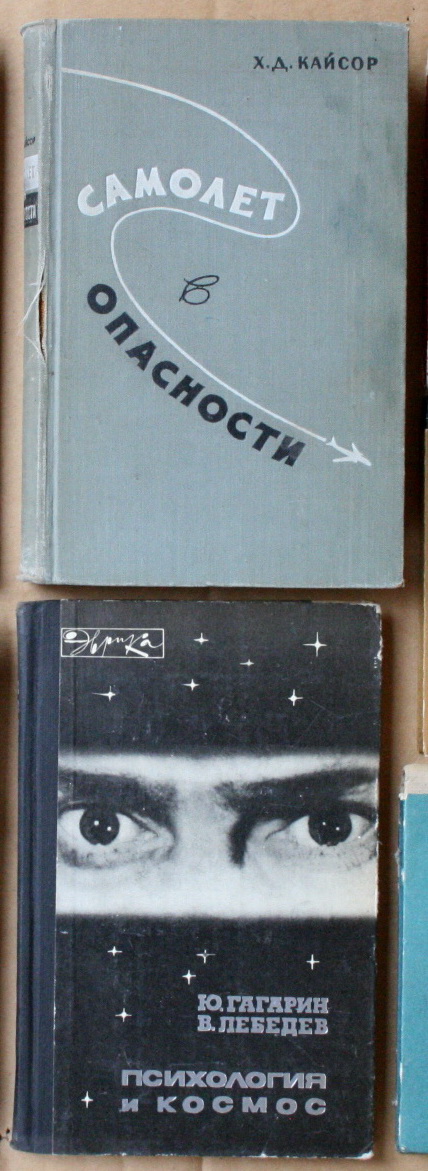 Х.Д. КАЙСОР
САМОЛЕТ
в
ОПАСНОСТИ
Эврика
Ю. ГАГАРИН
В. ЛЕБЕДЕВ
ПСИХОЛОГИЯ
и КОСМОС